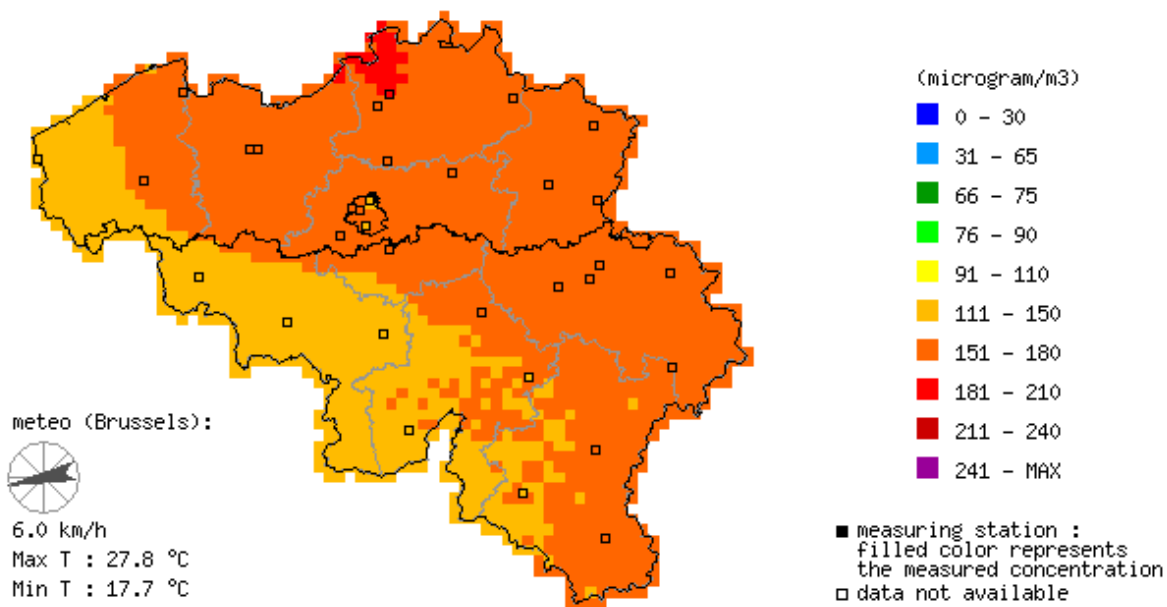 (microgram/m3)
0 - 30
31 - 65
66 - 75
76 - 90
91 - 110
111 - 150
151 - 180
181 - 210
211 - 240
241 - MAX
meteo (Brussels):
6.0 km/h
Max T : 27.8 °C
Min T : 17.7 °C
measuring station :
filled color represents
the measured concentration
data not available